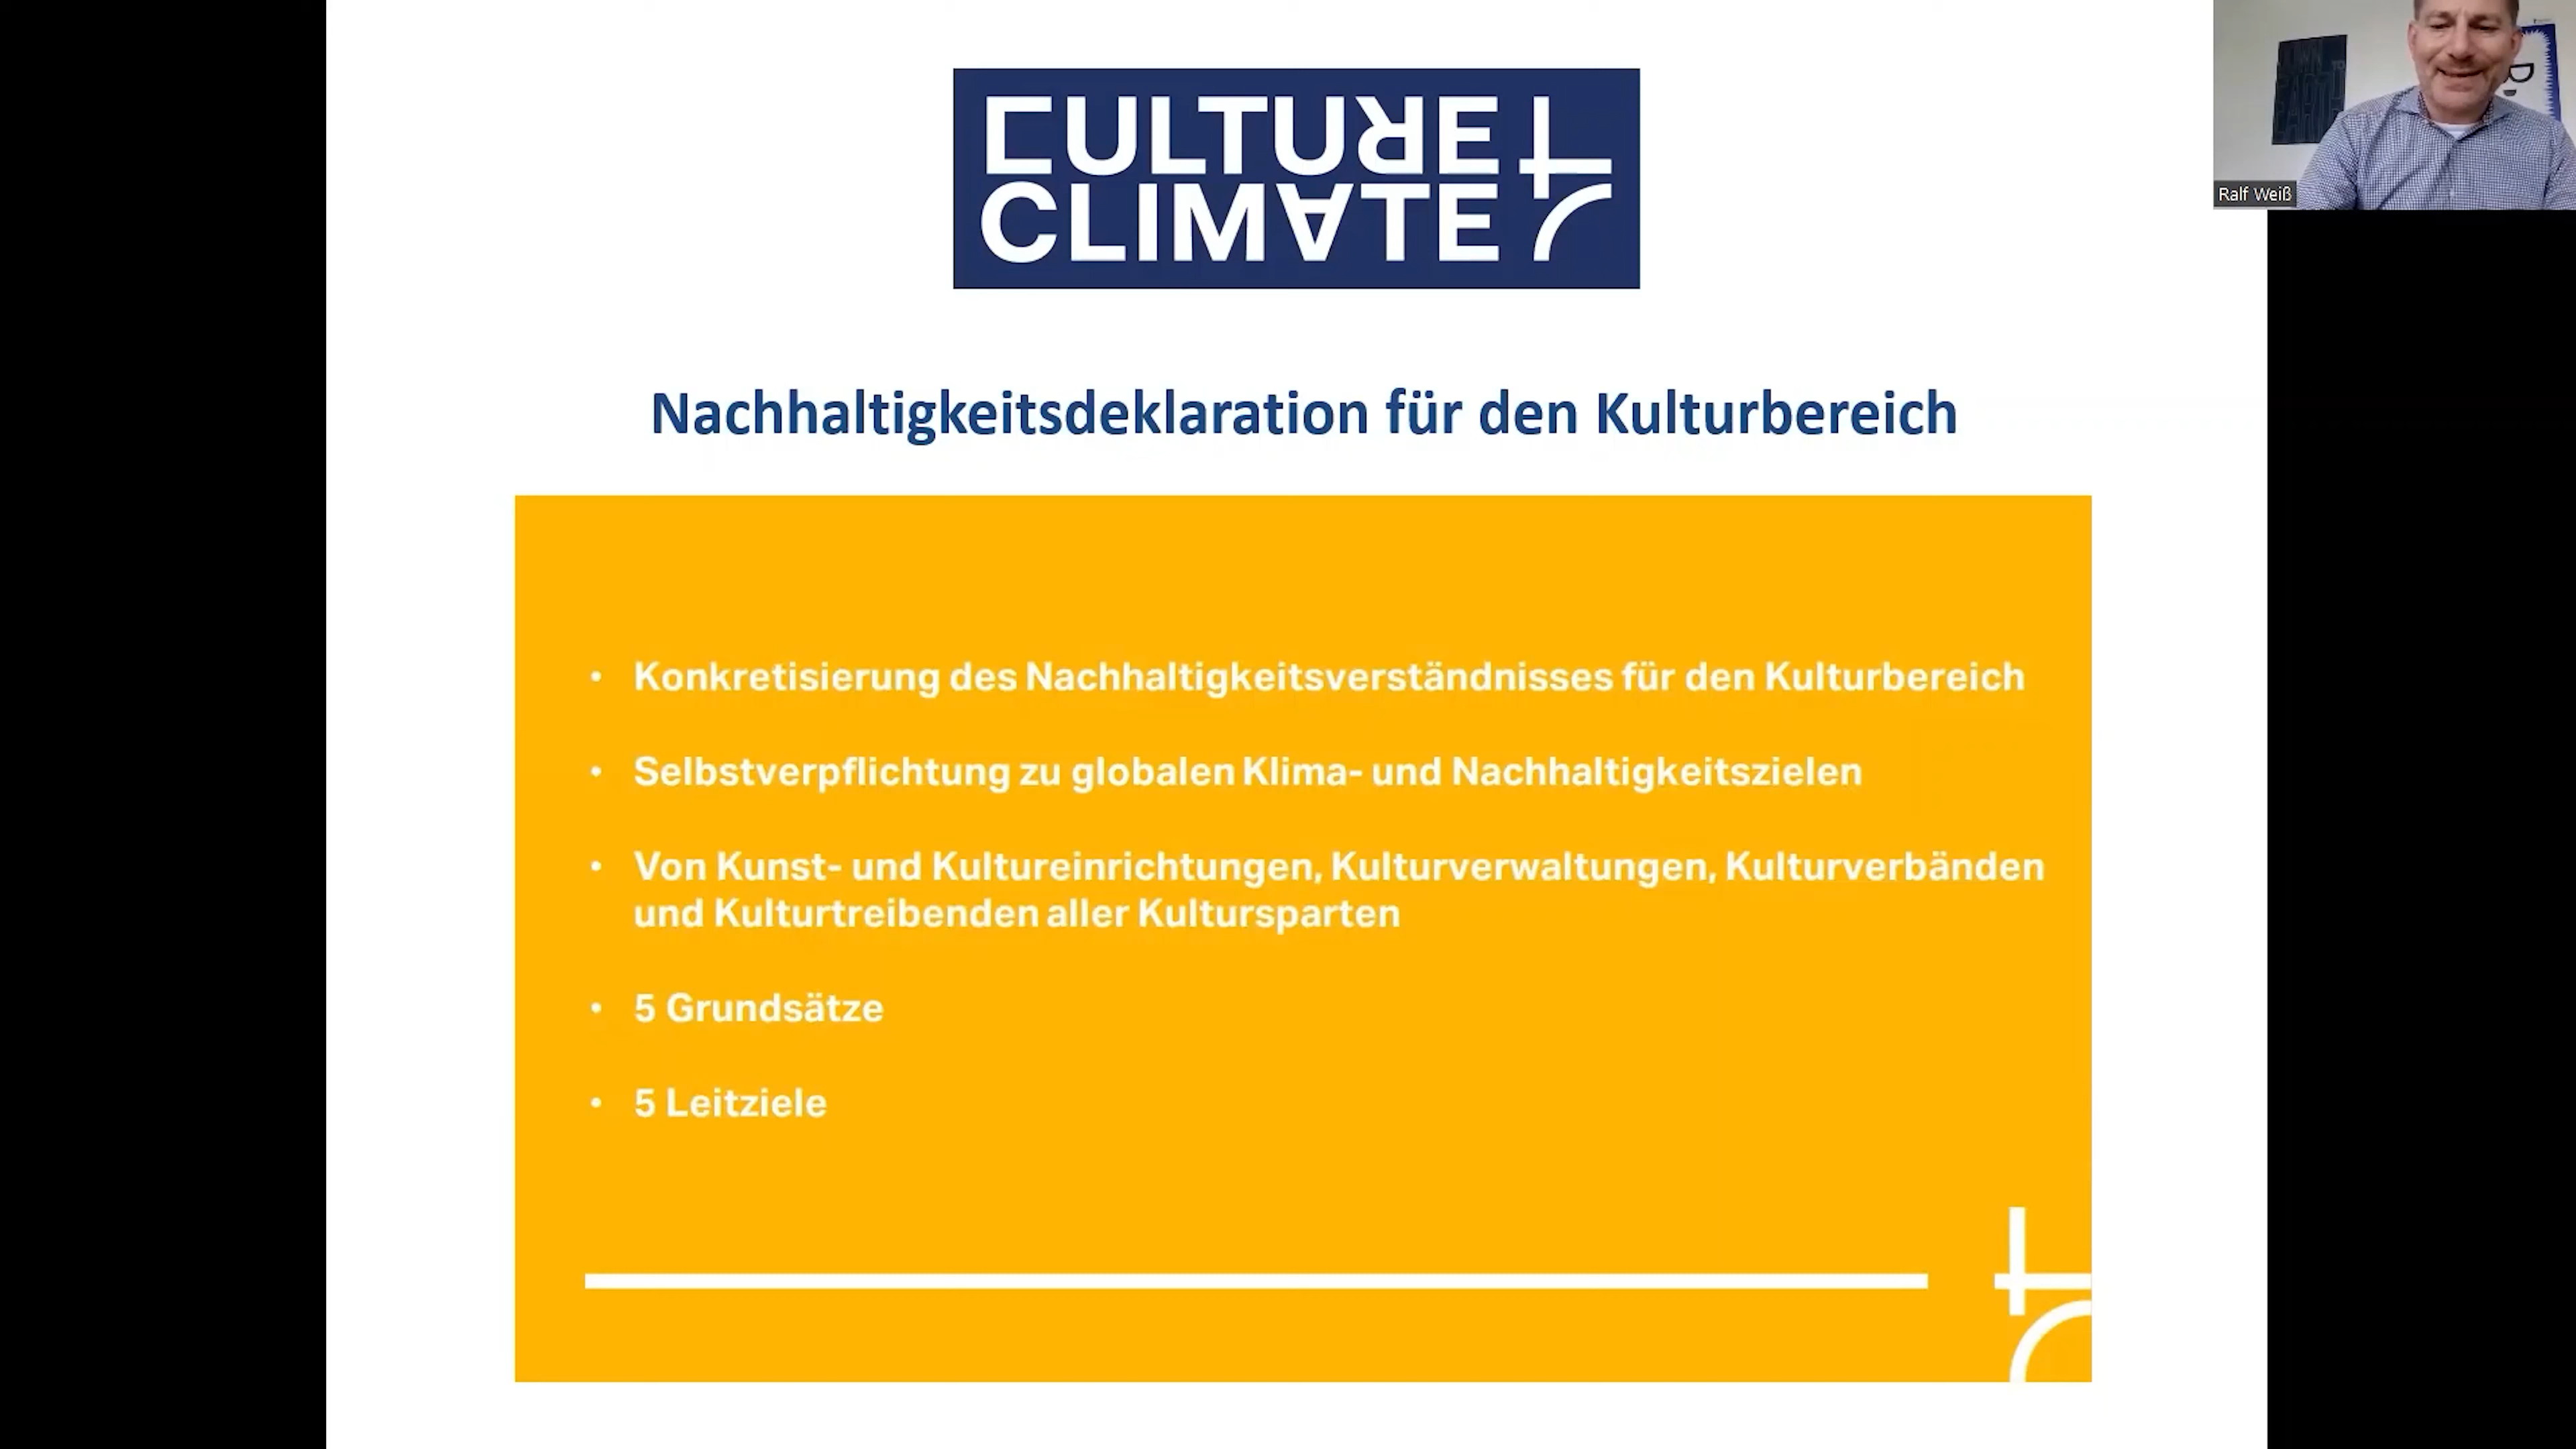 CULTURE
CLIMATE
Ralf Weiß
Nachhaltigkeitsdeklaration für den Kulturbereich
• Konkretisierung des Nachhaltigkeitsverständnisses für den Kulturbereich
• Selbstverpflichtung zu globalen Klima- und Nachhaltigkeitszielen
• Von Kunst- und Kultureinrichtungen, Kulturverwaltungen, Kulturverbänden
und Kulturtreibenden aller Kultursparten
• 5 Grundsätze
• 5 Leitziele